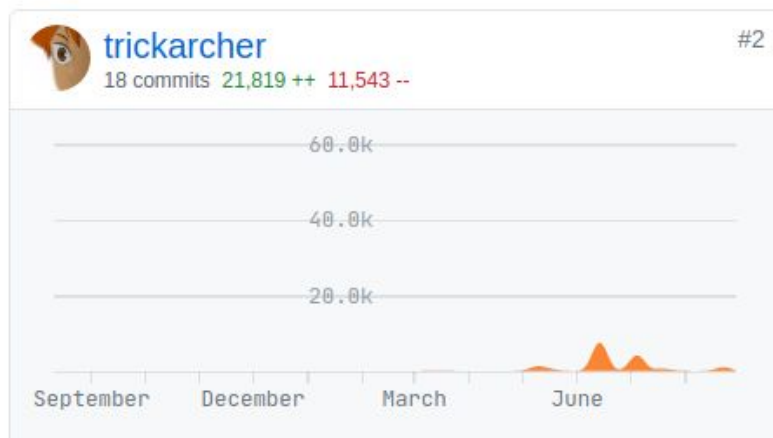 trickarcher
#2
18 commits 21,819 ++ 11,543 --
60.0k
40.0k
20.0k
September December March June